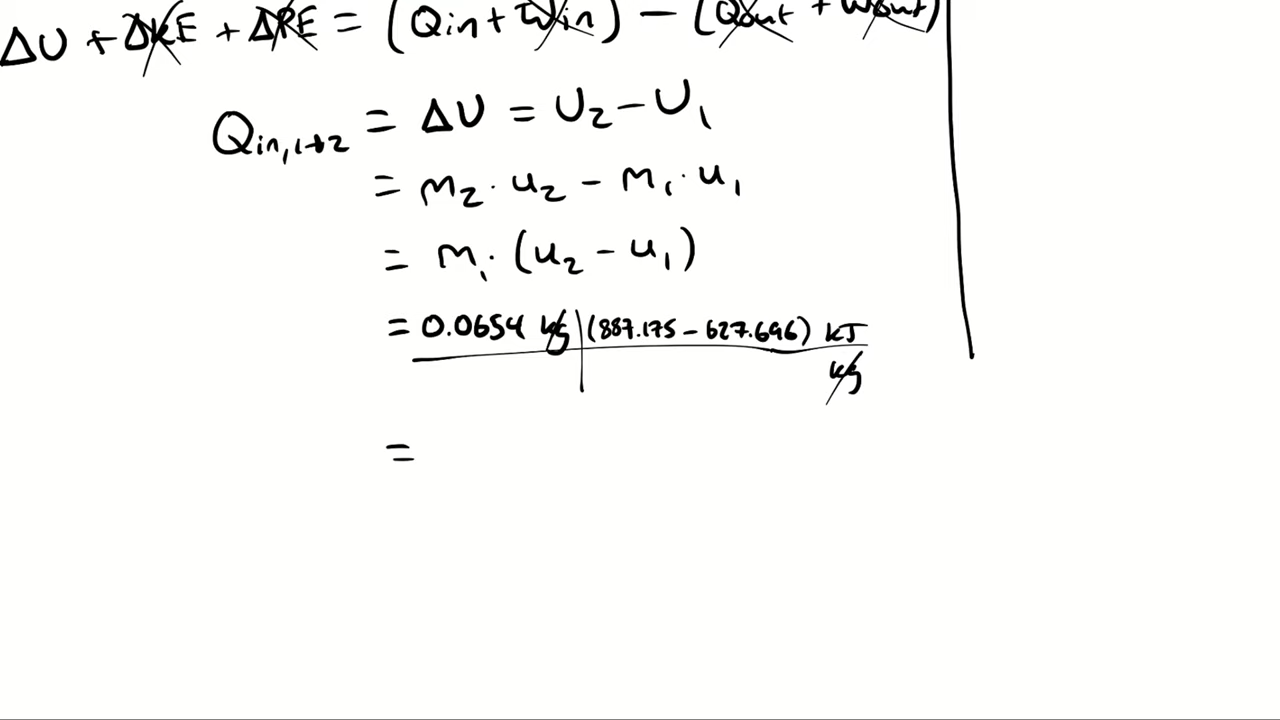 ΔU + ΔKE + ΔPE = (Qin + Win) − (Qout + Wout)
Qin,1→2 = ΔU = U2 − U1
= m2 · u2 − m1 · u1
= m1 · (u2 − u1)
= 0.0654 kg | (887.175 − 627.696) kJ
kg
=